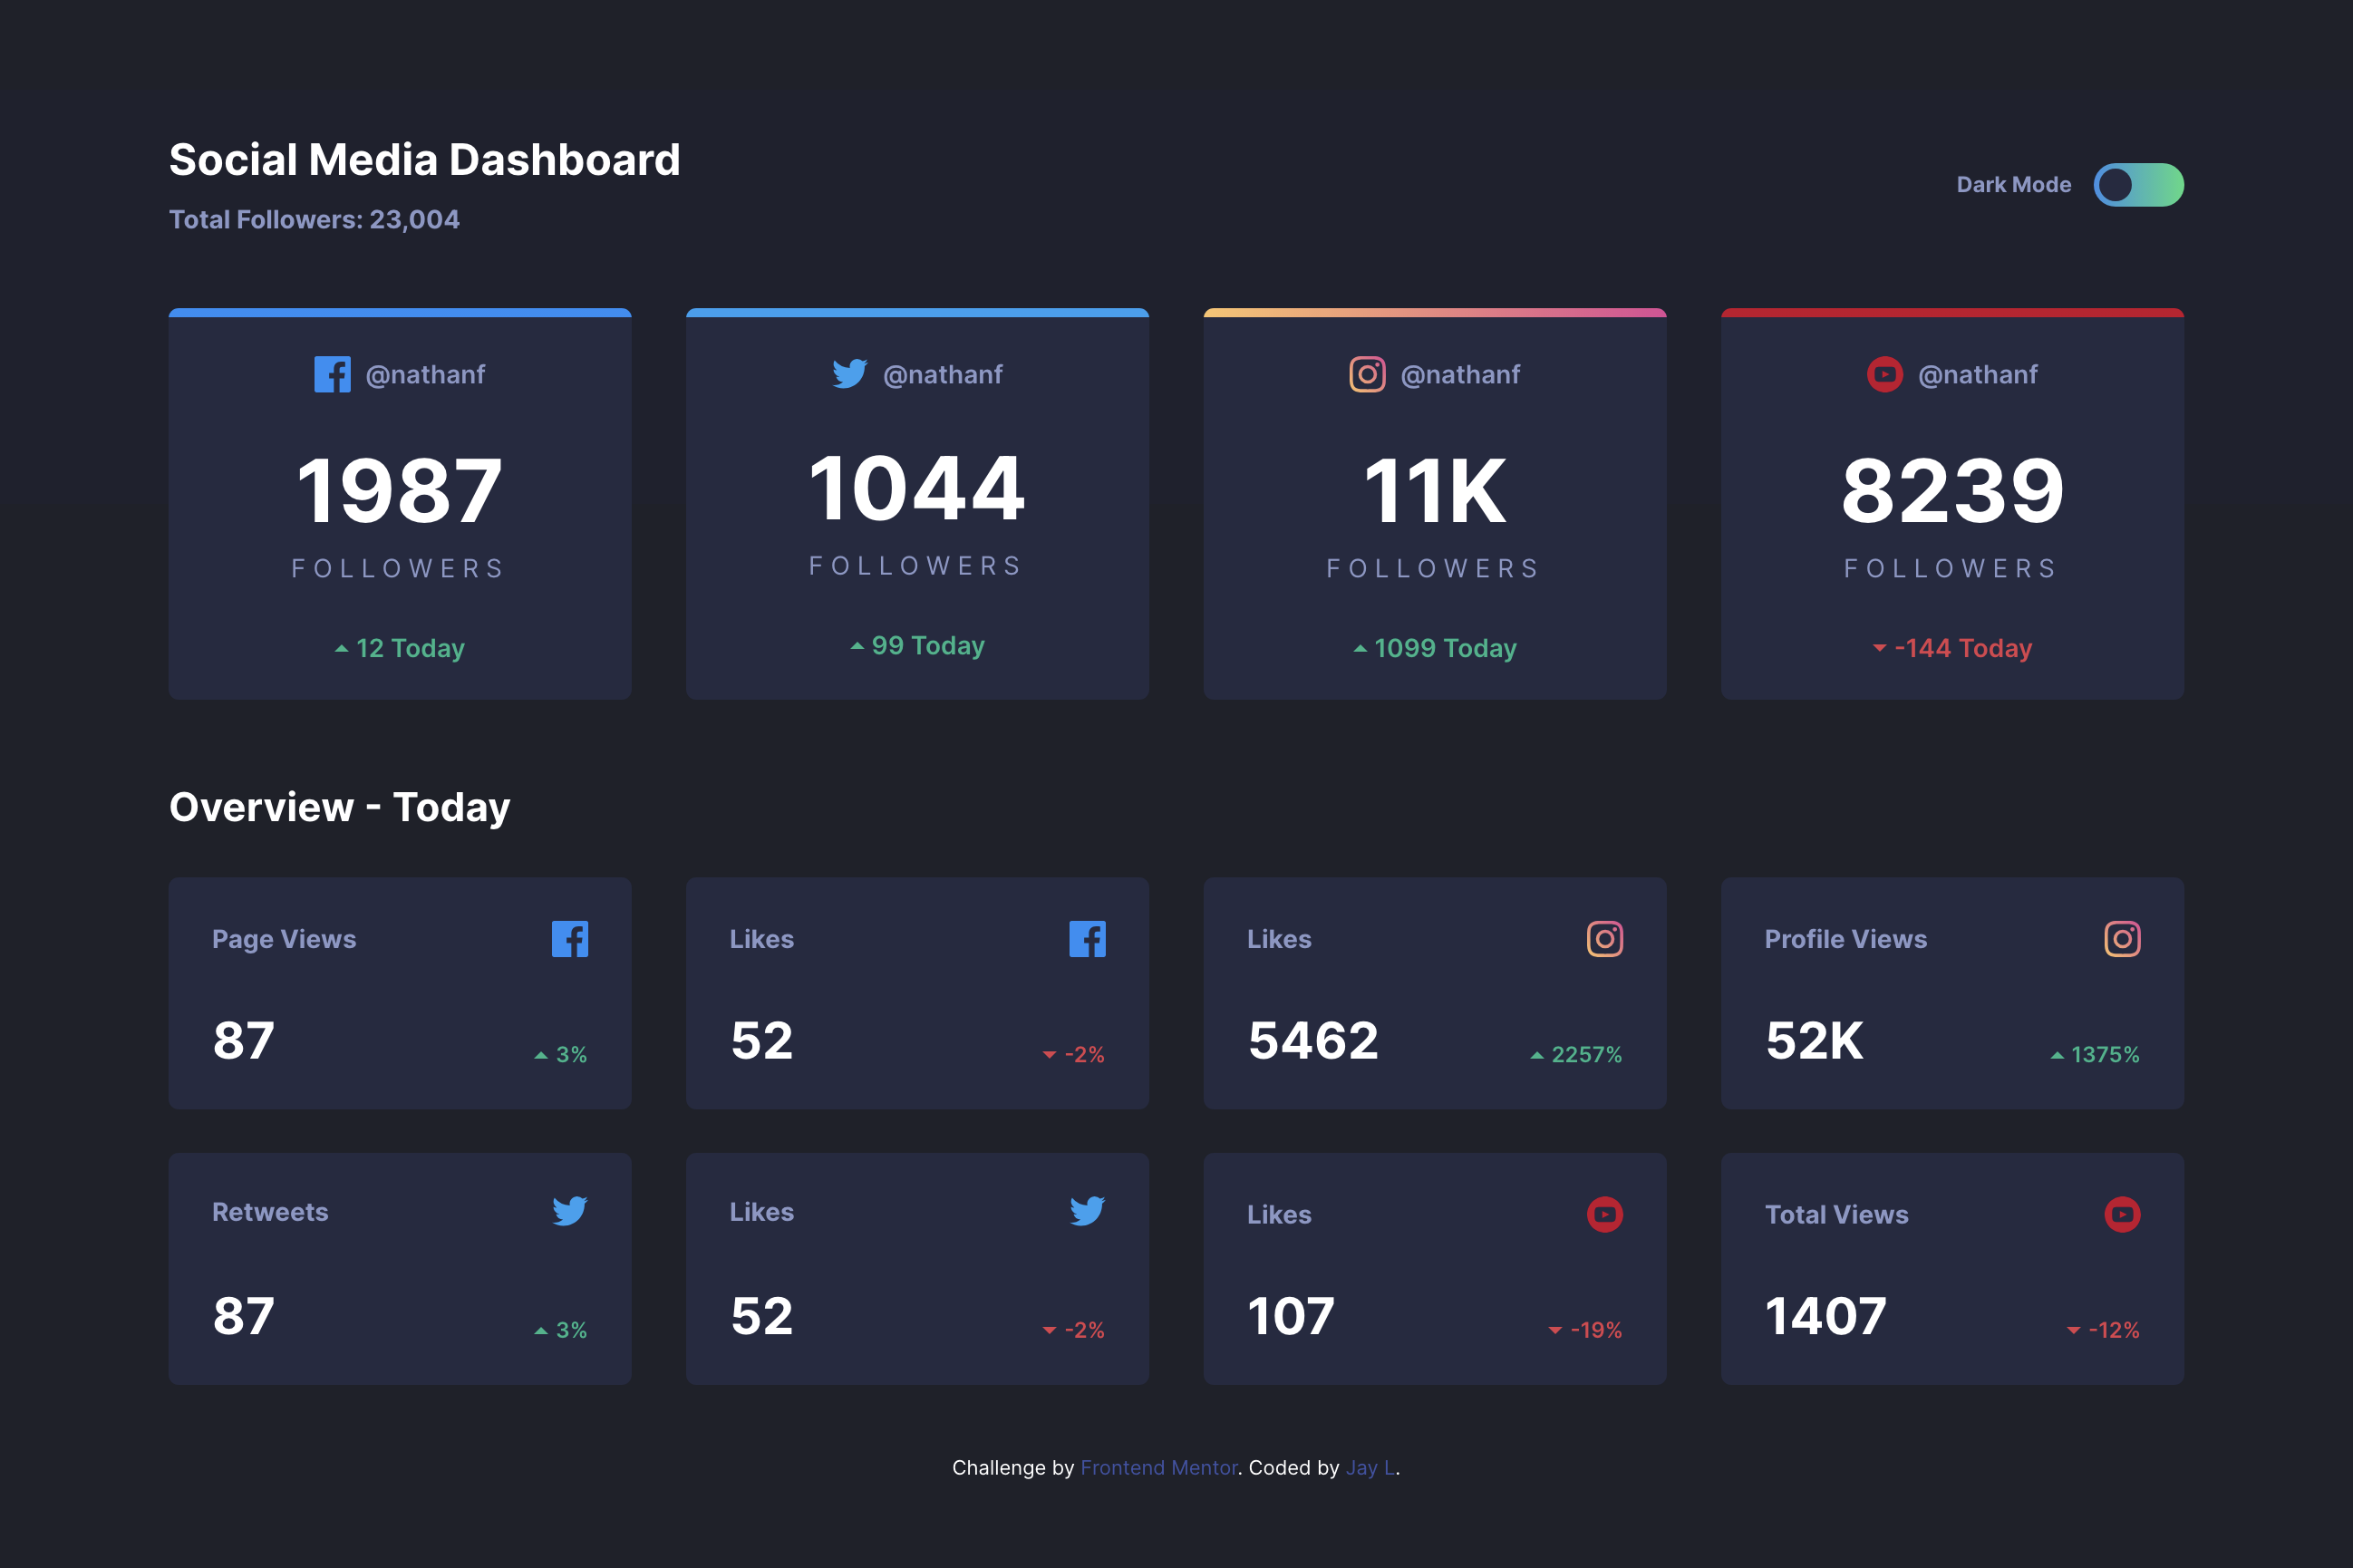 Social Media Dashboard
Total Followers: 23,004
Dark Mode
@nathanf
1987
FOLLOWERS
12 Today
@nathanf
1044
FOLLOWERS
99 Today
@nathanf
11K
FOLLOWERS
1099 Today
@nathanf
8239
FOLLOWERS
-144 Today
Overview - Today
Page Views
87
3%
Likes
52
-2%
Likes
5462
2257%
Profile Views
52K
1375%
Retweets
87
3%
Likes
52
-2%
Likes
107
-19%
Total Views
1407
-12%
Challenge by Frontend Mentor. Coded by Jay L.